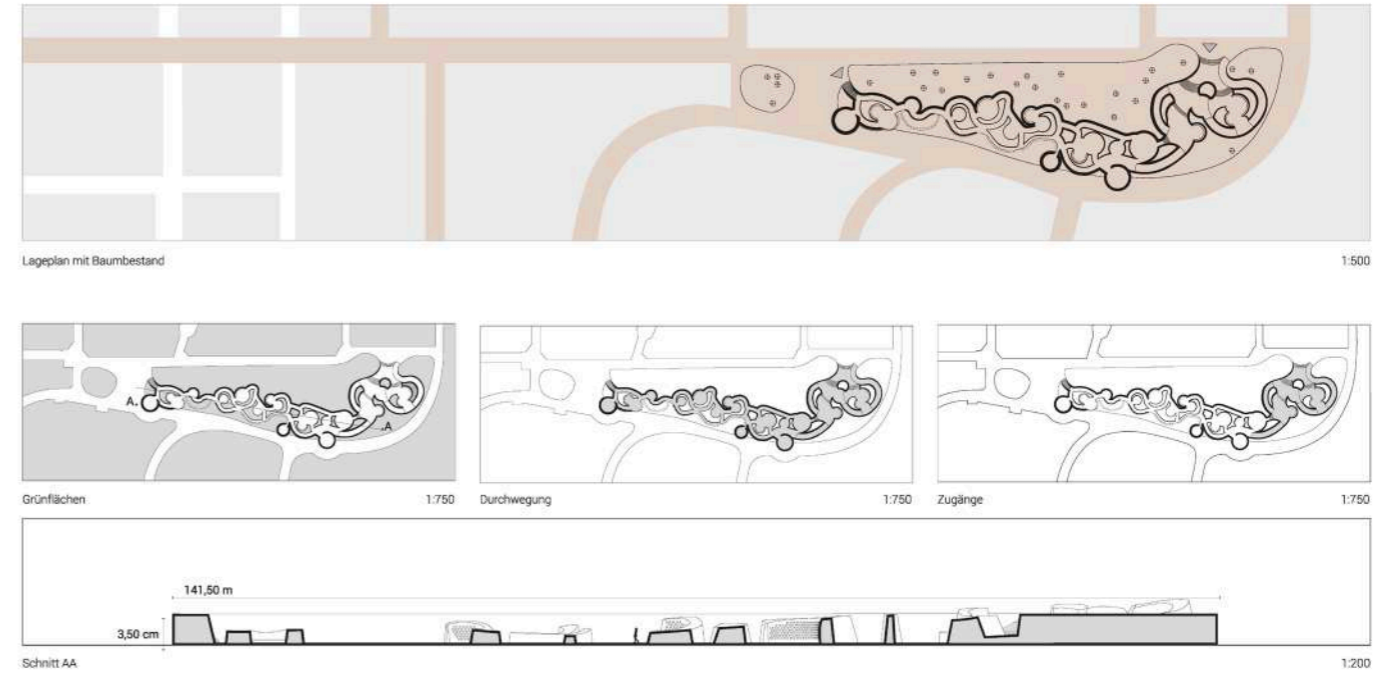 Lageplan mit Baumbestand 1:500
A. .A
Grünflächen 1:750 Durchwegung 1:750 Zugänge 1:750
141,50 m
3,50 cm
Schnitt AA 1:200